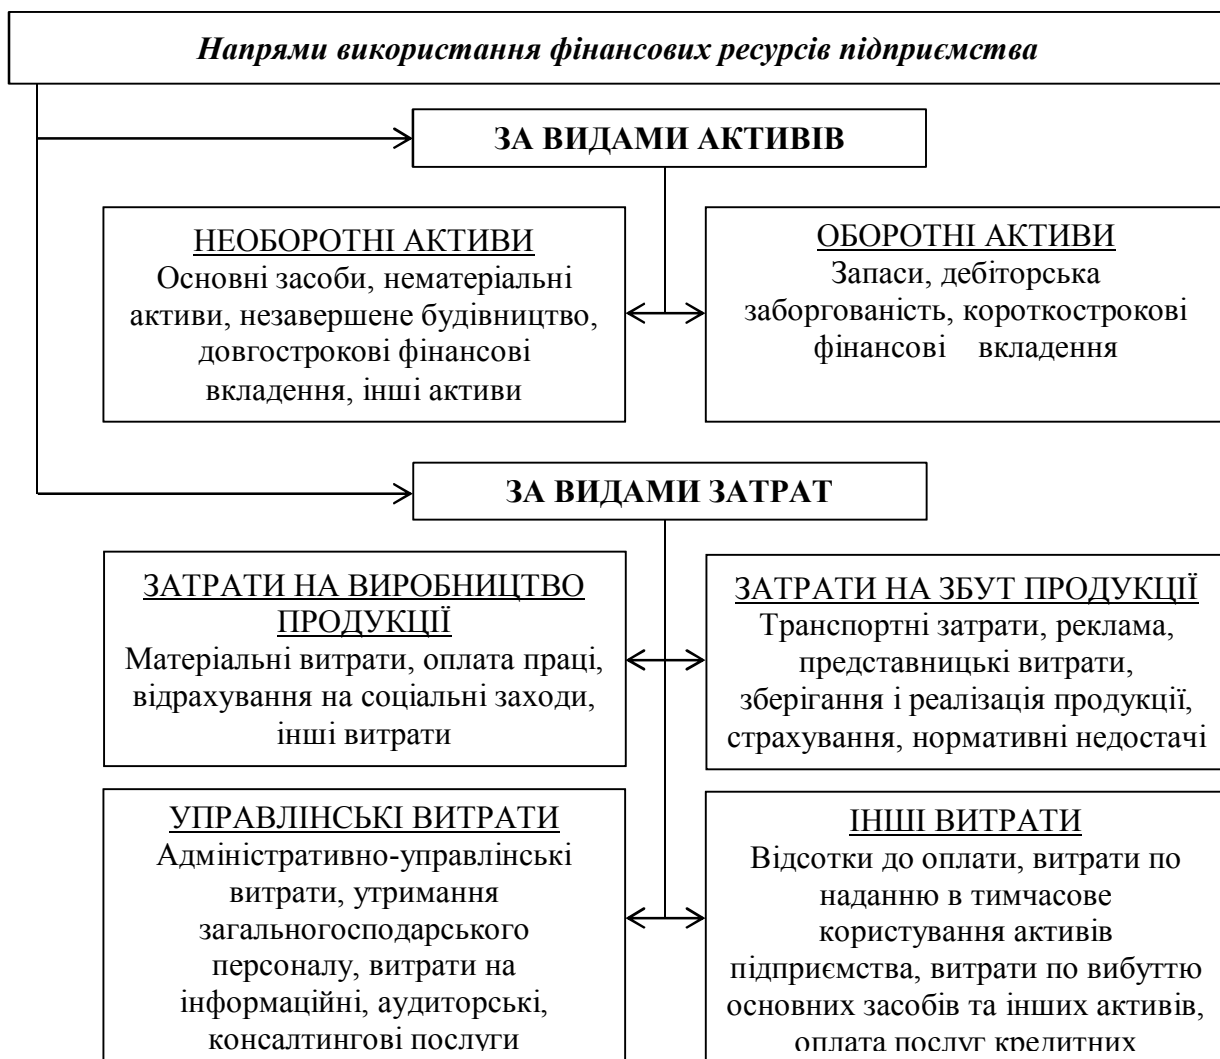 Напрями використання фінансових ресурсів підприємства
ЗА ВИДАМИ АКТИВІВ
НЕОБОРОТНІ АКТИВИ
Основні засоби, нематеріальні
активи, незавершене будівництво,
довгострокові фінансові
вкладення, інші активи
ОБОРОТНІ АКТИВИ
Запаси, дебіторська
заборгованість, короткострокові
фінансові вкладення
ЗА ВИДАМИ ЗАТРАТ
ЗАТРАТИ НА ВИРОБНИЦТВО
ПРОДУКЦІЇ
Матеріальні витрати, оплата праці,
відрахування на соціальні заходи,
інші витрати
ЗАТРАТИ НА ЗБУТ ПРОДУКЦІЇ
Транспортні затрати, реклама,
представницькі витрати,
зберігання і реалізація продукції,
страхування, нормативні недостачі
УПРАВЛІНСЬКІ ВИТРАТИ
Адміністративно-управлінські
витрати, утримання
загальногосподарського
персоналу, витрати на
інформаційні, аудиторські,
консалтингові послуги
ІНШІ ВИТРАТИ
Відсотки до оплати, витрати по
наданню в тимчасове
користування активів
підприємства, витрати по вибуттю
основних засобів та інших активів,
оплата послуг кредитних